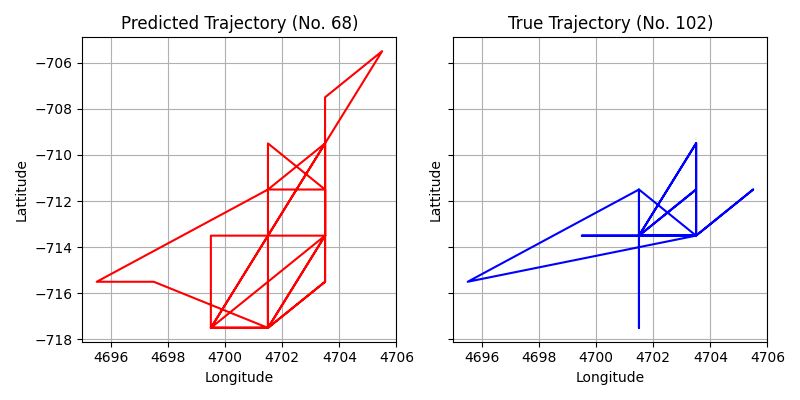 Predicted Trajectory (No. 68)
True Trajectory (No. 102)
Lattitude
−706
−708
−710
−712
−714
−716
−718
4696 4698 4700 4702 4704 4706
Longitude
Lattitude
4696 4698 4700 4702 4704 4706
Longitude